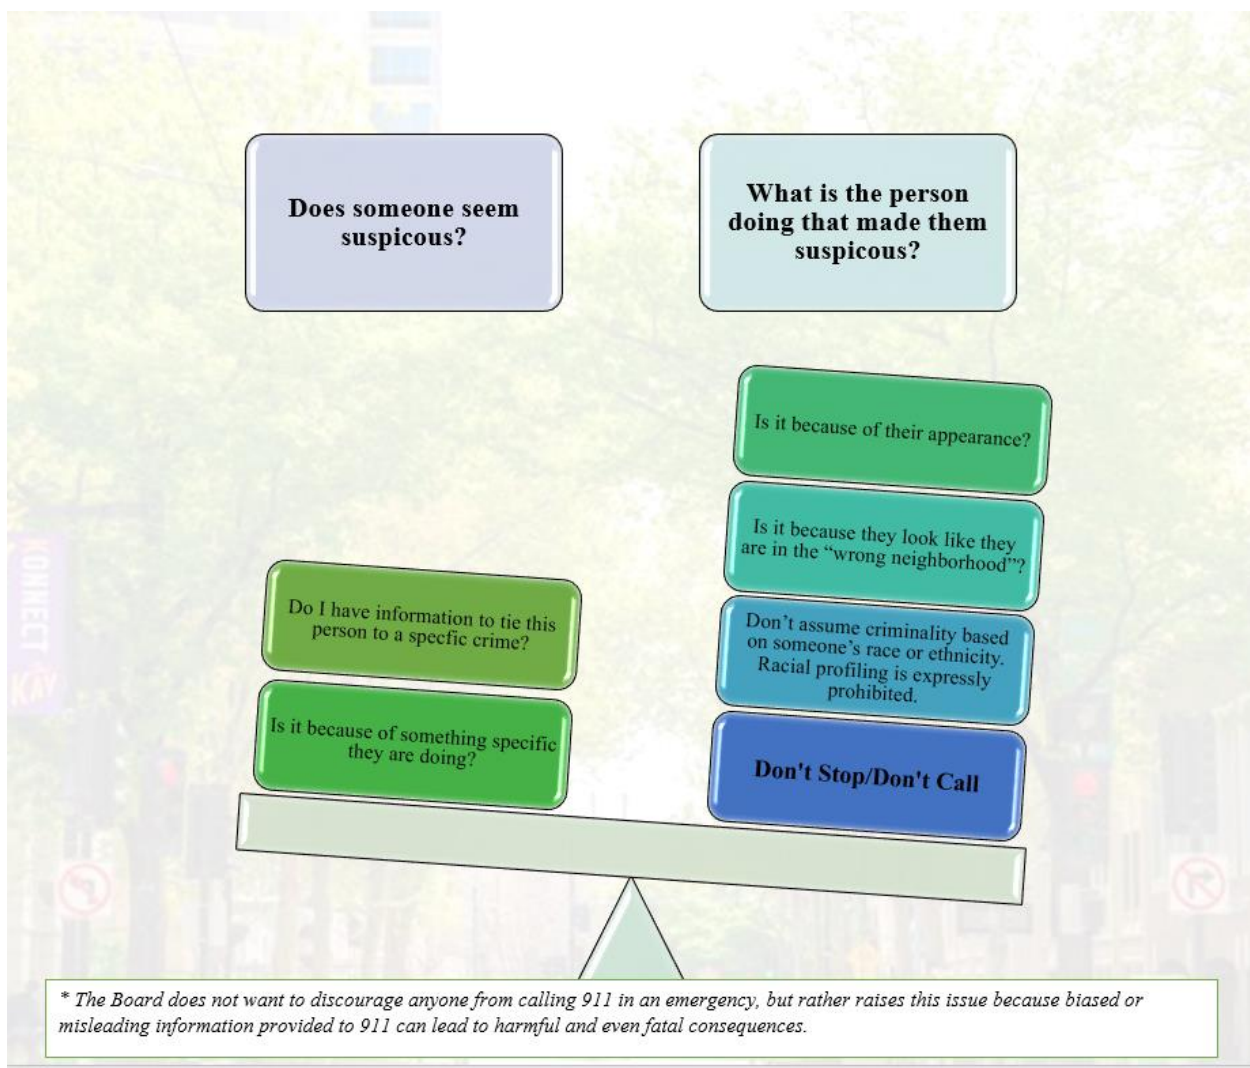 Does someone seem
suspicous?
What is the person
doing that made them
suspicous?
Do I have information to tie this
person to a specfic crime?
Is it because of something specific
they are doing?
Is it because of their appearance?
Is it because they look like they
are in the “wrong neighborhood”?
Don’t assume criminality based
on someone’s race or ethnicity.
Racial profiling is expressly
prohibited.
Don't Stop/Don't Call
ONNECT
KAY
* The Board does not want to discourage anyone from calling 911 in an emergency, but rather raises this issue because biased or
misleading information provided to 911 can lead to harmful and even fatal consequences.